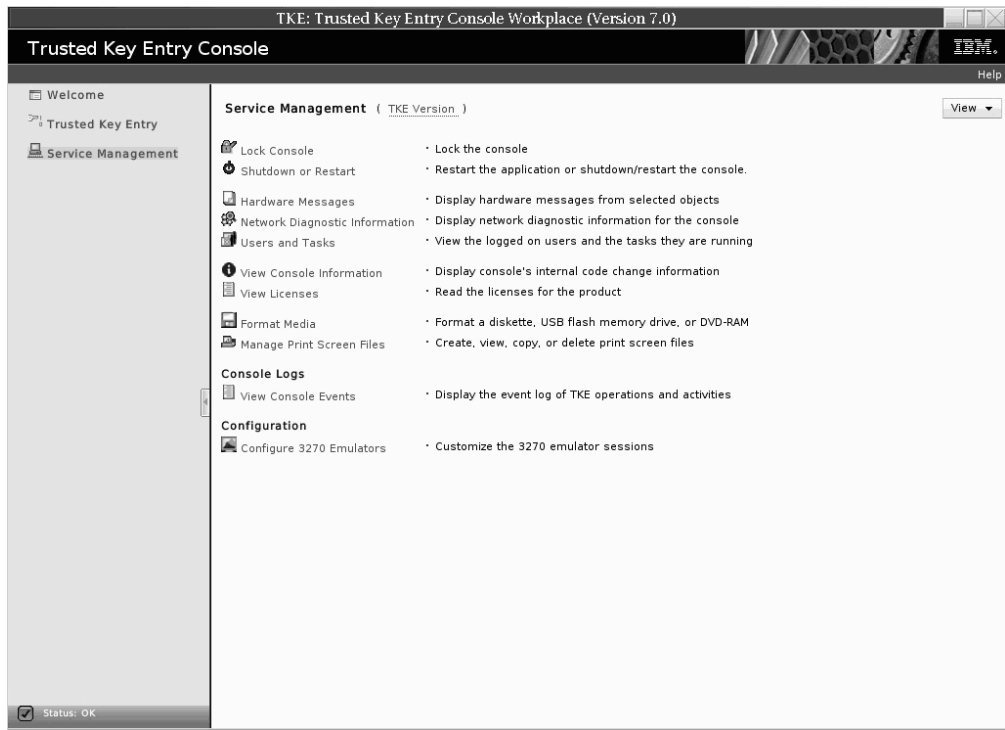 TKE: Trusted Key Entry Console Workplace (Version 7.0)
Trusted Key Entry Console
IBM.
Help
Welcome
Trusted Key Entry
Service Management
Service Management ( TKE Version )
View
Lock Console · Lock the console
Shutdown or Restart · Restart the application or shutdown/restart the console.
Hardware Messages · Display hardware messages from selected objects
Network Diagnostic Information · Display network diagnostic information for the console
Users and Tasks · View the logged on users and the tasks they are running
View Console Information · Display console's internal code change information
View Licenses · Read the licenses for the product
Format Media · Format a diskette, USB flash memory drive, or DVD-RAM
Manage Print Screen Files · Create, view, copy, or delete print screen files
Console Logs
View Console Events · Display the event log of TKE operations and activities
Configuration
Configure 3270 Emulators · Customize the 3270 emulator sessions
Status: OK